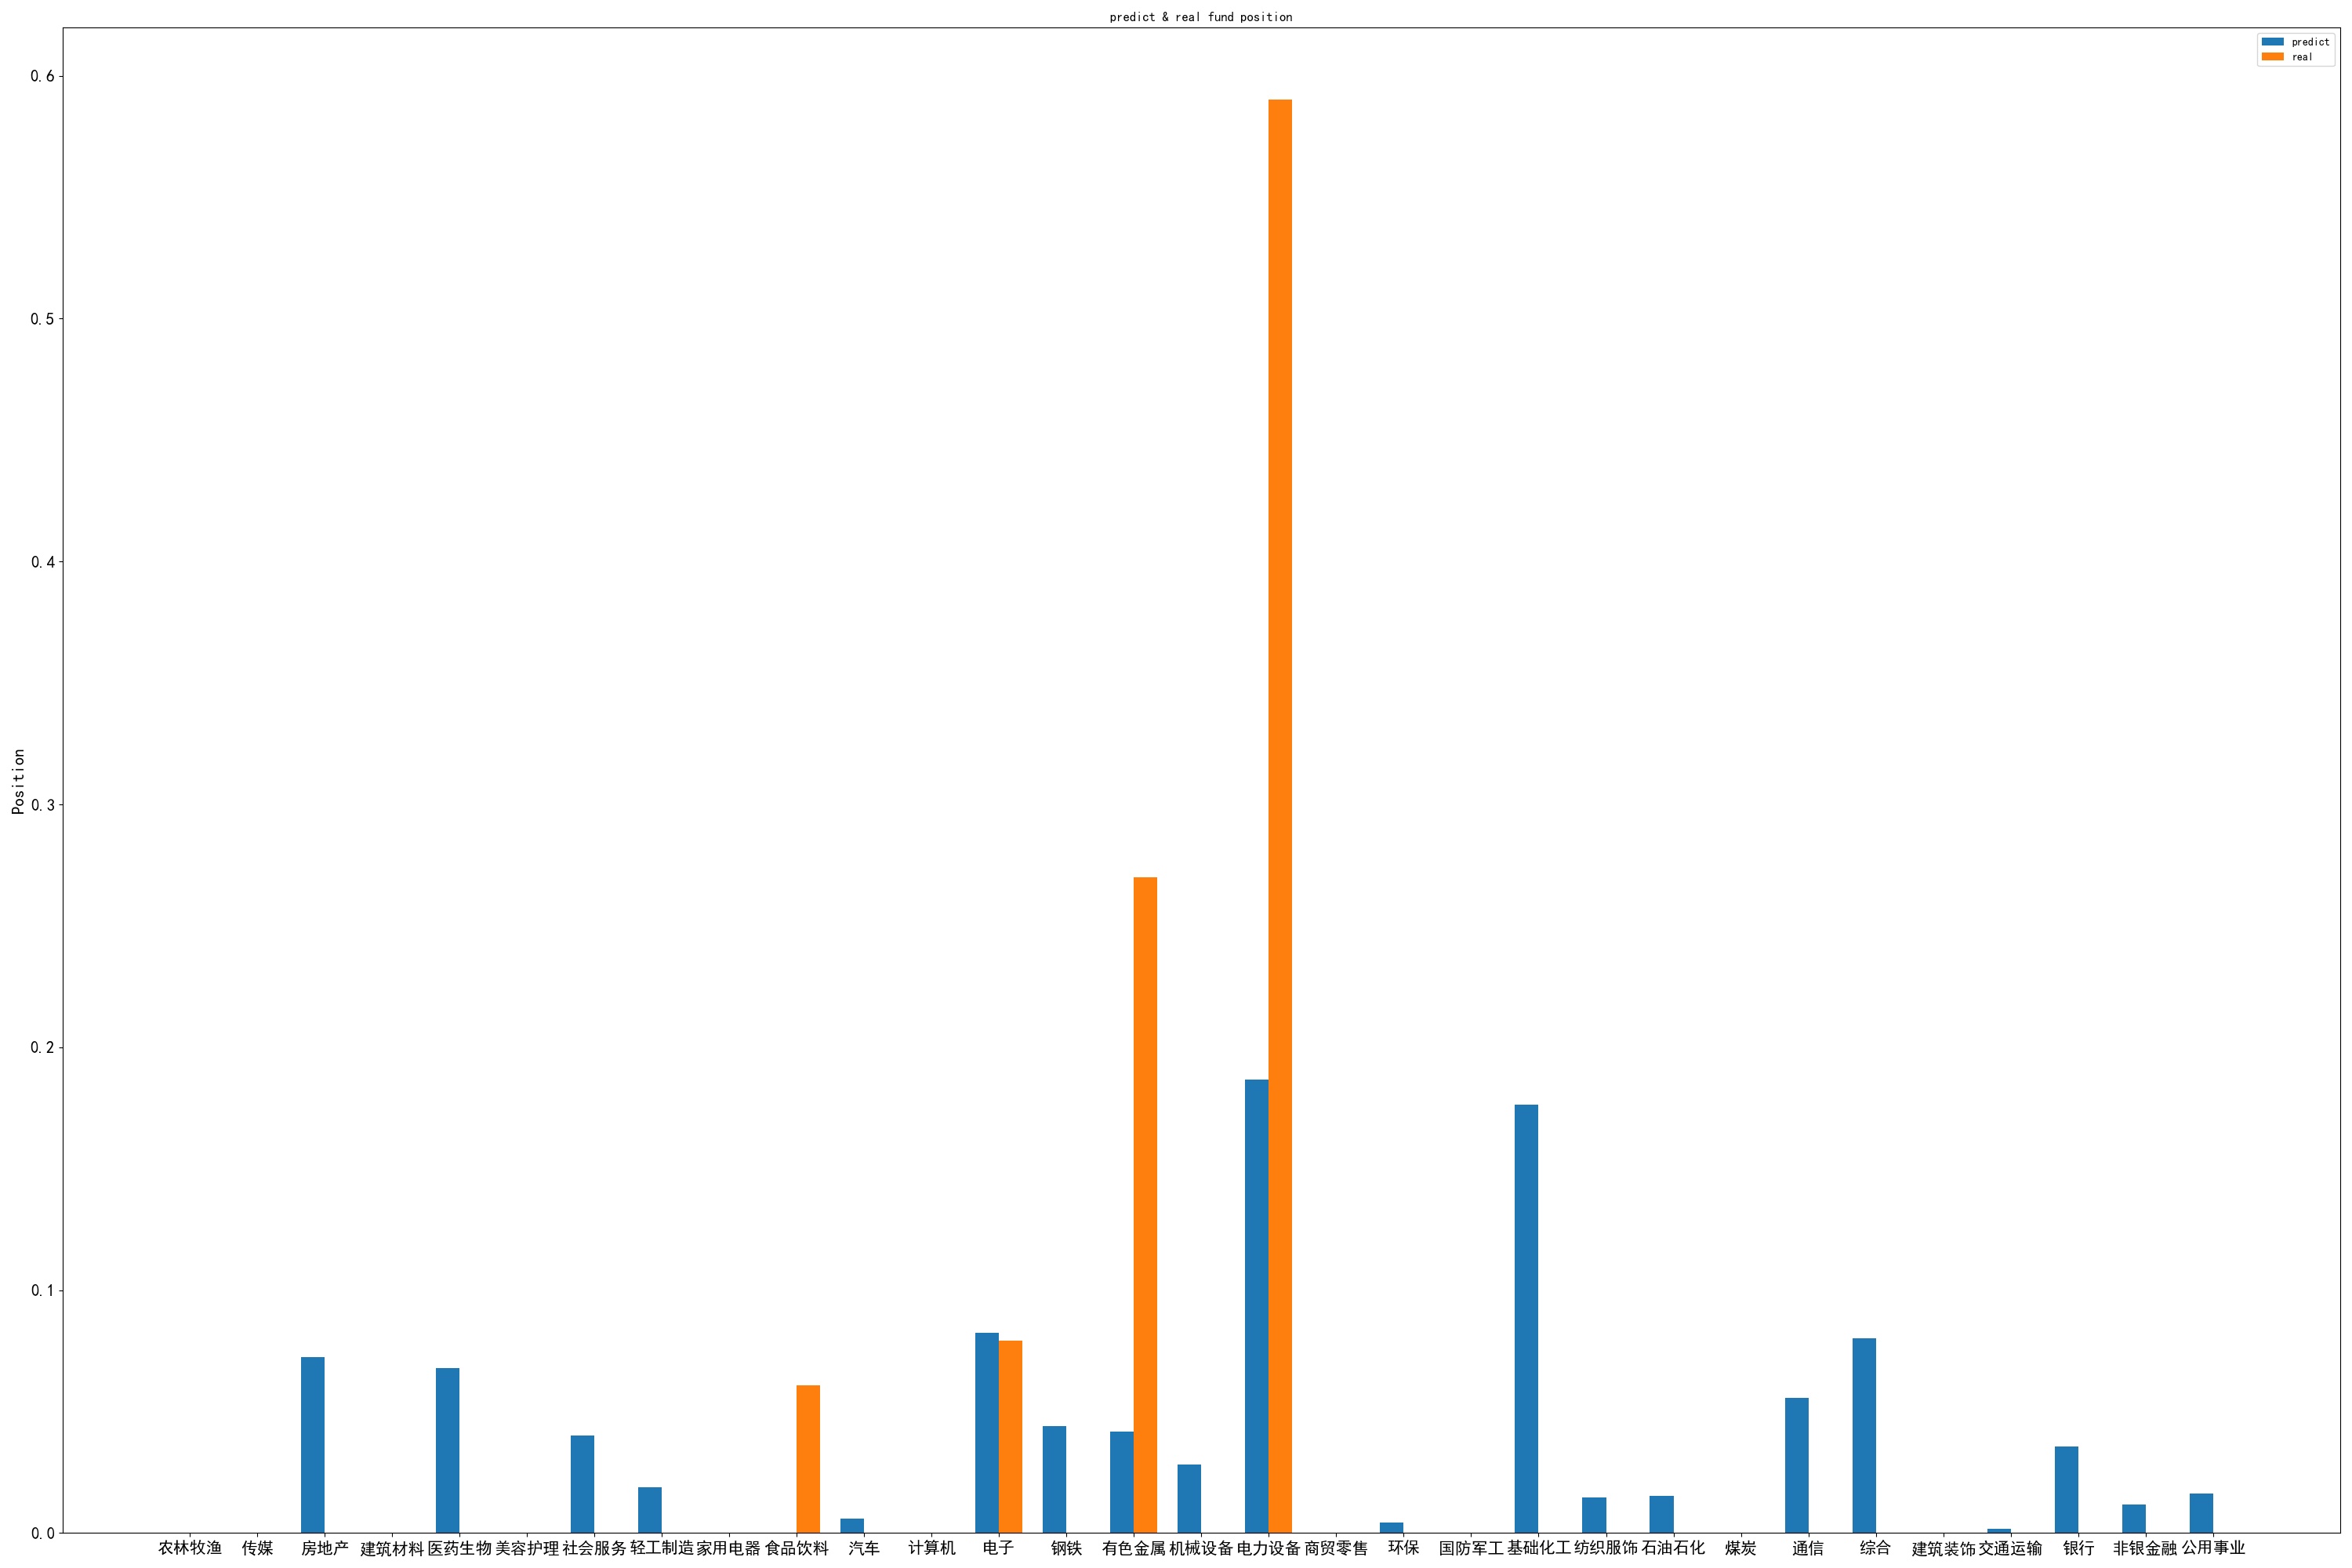 predict & real fund position
predict
real
0.6
0.5
0.4
0.3
0.2
0.1
0.0
Position
农林牧渔 传媒 房地产 建筑材料 医药生物 美容护理 社会服务 轻工制造 家用电器 食品饮料 汽车 计算机 电子 钢铁 有色金属 机械设备 电力设备 商贸零售 环保 国防军工 基础化工 纺织服饰 石油石化 煤炭 通信 综合 建筑装饰 交通运输 银行 非银金融 公用事业